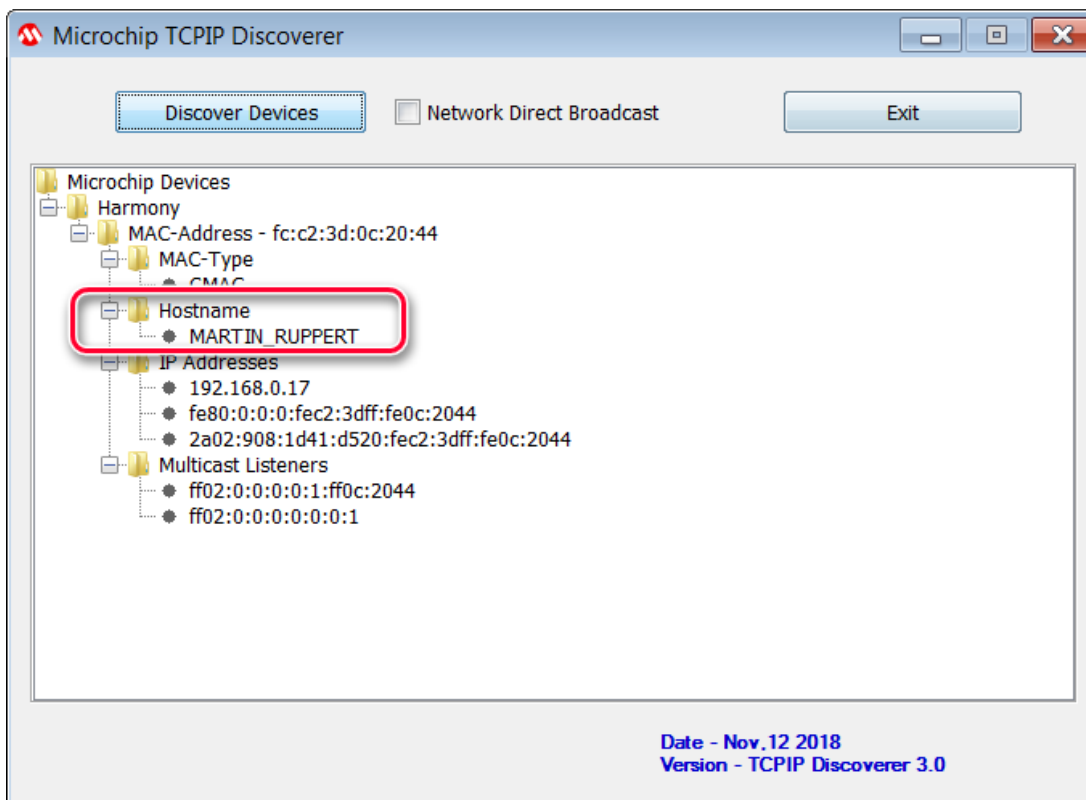 Microchip TCPIP Discoverer
Discover Devices Network Direct Broadcast Exit
Microchip Devices
Harmony
MAC-Address - fc:c2:3d:0c:20:44
MAC-Type
GMAC
Hostname
MARTIN_RUPPERT
IP Addresses
192.168.0.17
fe80:0:0:0:fec2:3dff:fe0c:2044
2a02:908:1d41:d520:fec2:3dff:fe0c:2044
Multicast Listeners
ff02:0:0:0:0:1:ff0c:2044
ff02:0:0:0:0:0:0:1
Date - Nov,12 2018
Version - TCPIP Discoverer 3.0